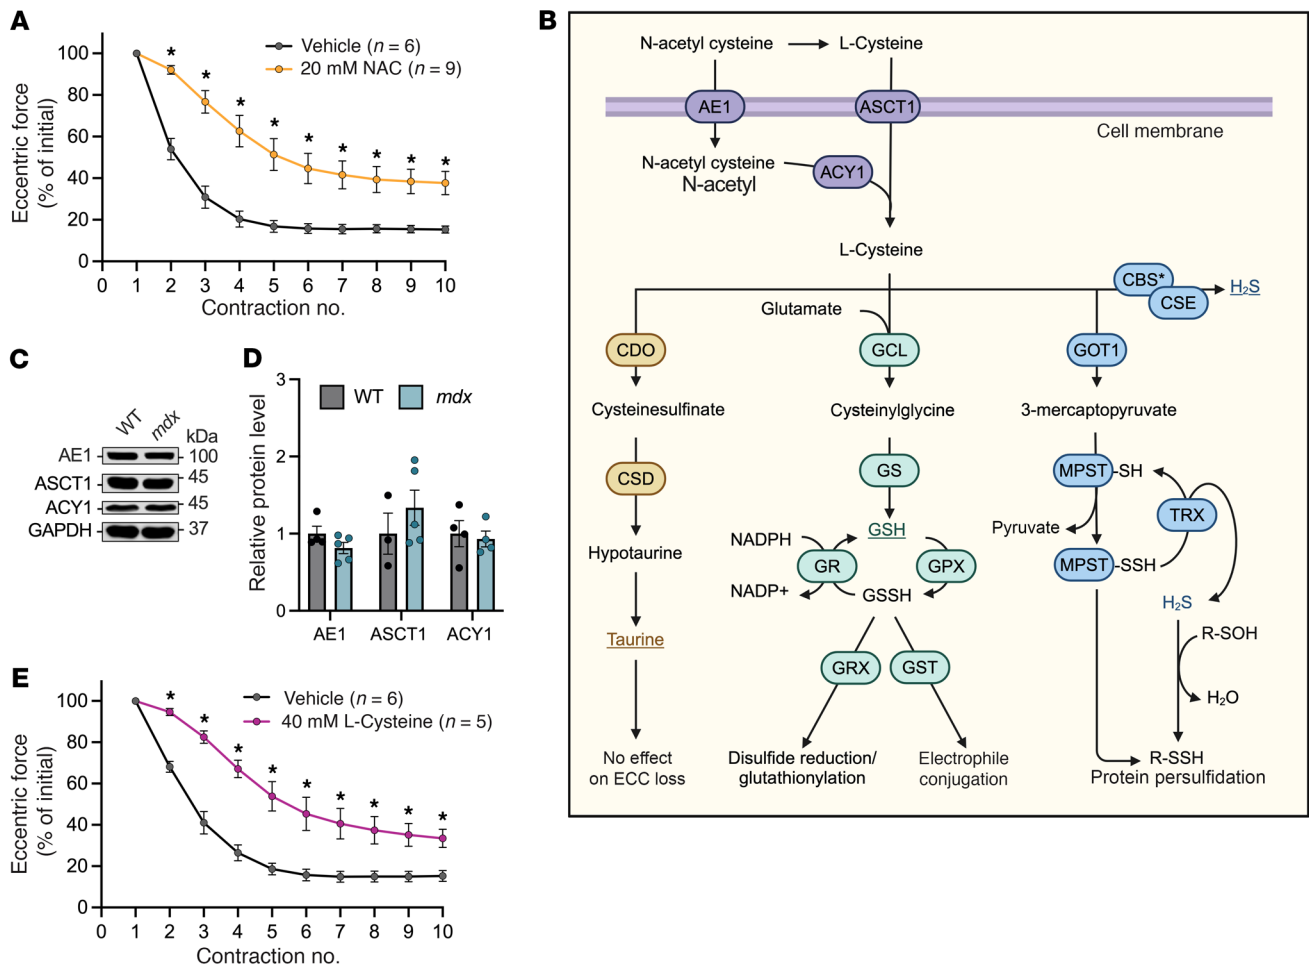 A
Vehicle (n = 6)
20 mM NAC (n = 9)
Eccentric force
(% of initial)
100
80
60
40
20
0
* * * * * * * * *
0 1 2 3 4 5 6 7 8 9 10
Contraction no.
B
N-acetyl cysteine
L-Cysteine
AE1
ASCT1
Cell membrane
N-acetyl cysteine
N-acetyl
ACY1
L-Cysteine
CBS*
CSE
H₂S
Glutamate
CDO
GCL
GOT1
Cysteinesulfinate
Cysteinylglycine
3-mercaptopyruvate
CSD
GS
MPST-SH
TRX
Pyruvate
Hypotaurine
NADPH
GSH
GR
GPX
MPST-SSH
NADP+
GSSH
H₂S
R-SOH
Taurine
GRX
GST
H₂O
No effect
on ECC loss
Disulfide reduction/
glutathionylation
Electrophile
conjugation
R-SSH
Protein persulfidation
C
WT
mdx
kDa
AE1
100
ASCT1
45
ACY1
45
GAPDH
37
D
WT
mdx
Relative protein level
3
2
1
0
AE1
ASCT1
ACY1
E
Vehicle (n = 6)
40 mM L-Cysteine (n = 5)
Eccentric force
(% of initial)
100
80
60
40
20
0
* * * * * * * * *
0 1 2 3 4 5 6 7 8 9 10
Contraction no.